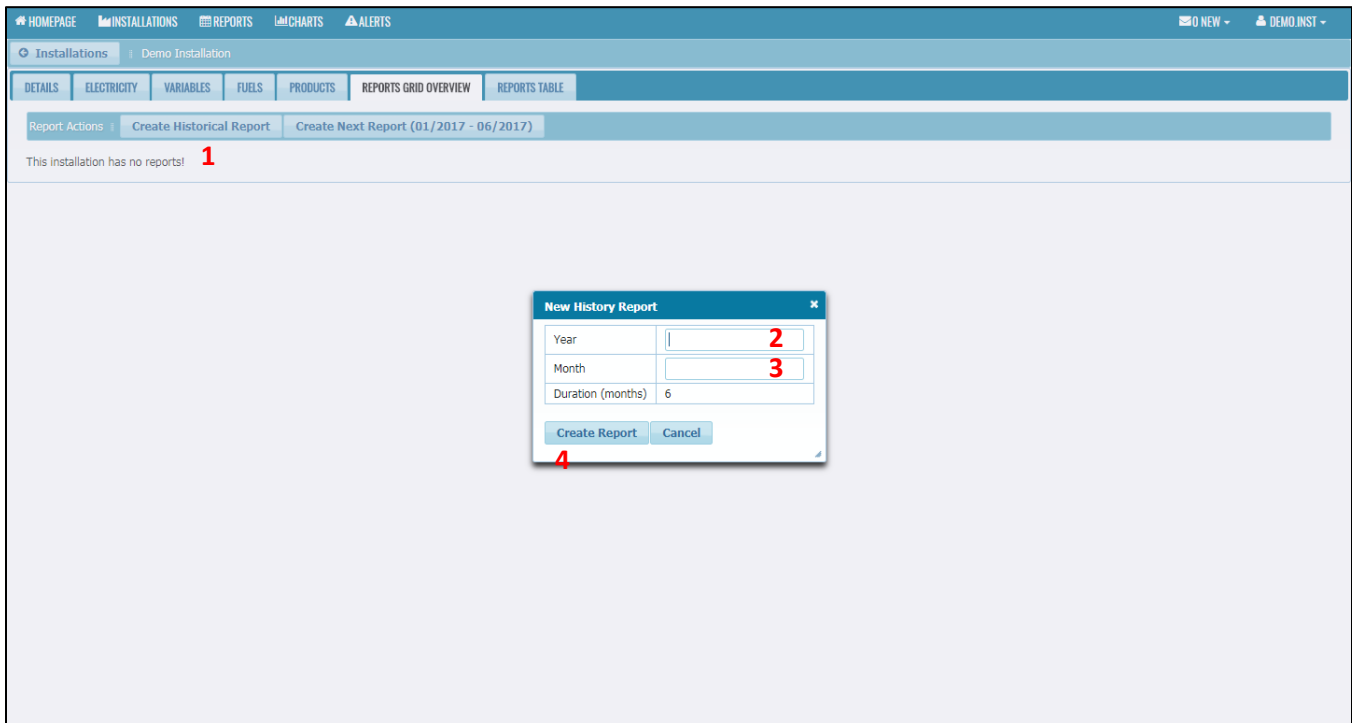 HOMEPAGE INSTALLATIONS REPORTS CHARTS ALERTS 0 NEW DEMO.INST
Installations Demo Installation
DETAILS ELECTRICITY VARIABLES FUELS PRODUCTS REPORTS GRID OVERVIEW REPORTS TABLE
Report Actions Create Historical Report Create Next Report (01/2017 - 06/2017)
This installation has no reports! 1
New History Report
Year 2
Month 3
Duration (months) 6
Create Report Cancel
4